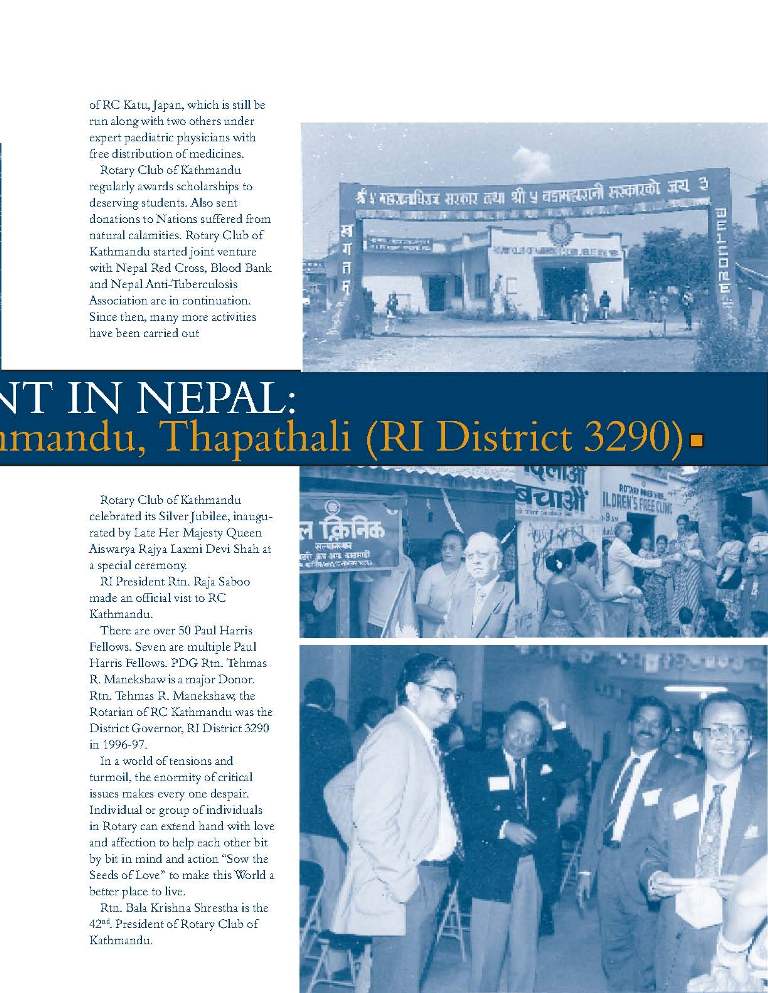 of RC Katu, Japan, which is still be
run along with two others under
expert paediatric physicians with
free distribution of medicines.
Rotary Club of Kathmandu
regularly awards scholarships to
deserving students. Also sent
donations to Nations suffered from
natural calamities. Rotary Club of
Kathmandu started joint venture
with Nepal Red Cross, Blood Bank
and Nepal Anti-Tuberculosis
Association are in continuation.
Since then, many more activities
have been carried out
श्री ५ महाराजाधिराज सरकार तथा श्री ५ बडामहारानी सरकारको जय ३
NT IN NEPAL:
hmandu, Thapathali (RI District 3290)
Rotary Club of Kathmandu
celebrated its Silver Jubilee, inaugu-
rated by Late Her Majesty Queen
Aiswarya Rajya Laxmi Devi Shah at
a special ceremony.
RI President Rtn. Raja Saboo
made an official vist to RC
Kathmandu.
There are over 50 Paul Harris
Fellows. Seven are multiple Paul
Harris Fellows. PDG Rtn. Tehmas
R. Manekshaw is a major Donor.
Rtn. Tehmas R. Manekshaw, the
Rotarian of RC Kathmandu was the
District Governor, RI District 3290
in 1996-97.
In a world of tensions and
turmoil, the enormity of critical
issues makes every one despair.
Individual or group of individuals
in Rotary can extend hand with love
and affection to help each other bit
by bit in mind and action “Sow the
Seeds of Love” to make this World a
better place to live.
Rtn. Bala Krishna Shrestha is the
42nd. President of Rotary Club of
Kathmandu.
ल क्लिनिक
बचाऔं
ILDREN'S FREE CLINIC